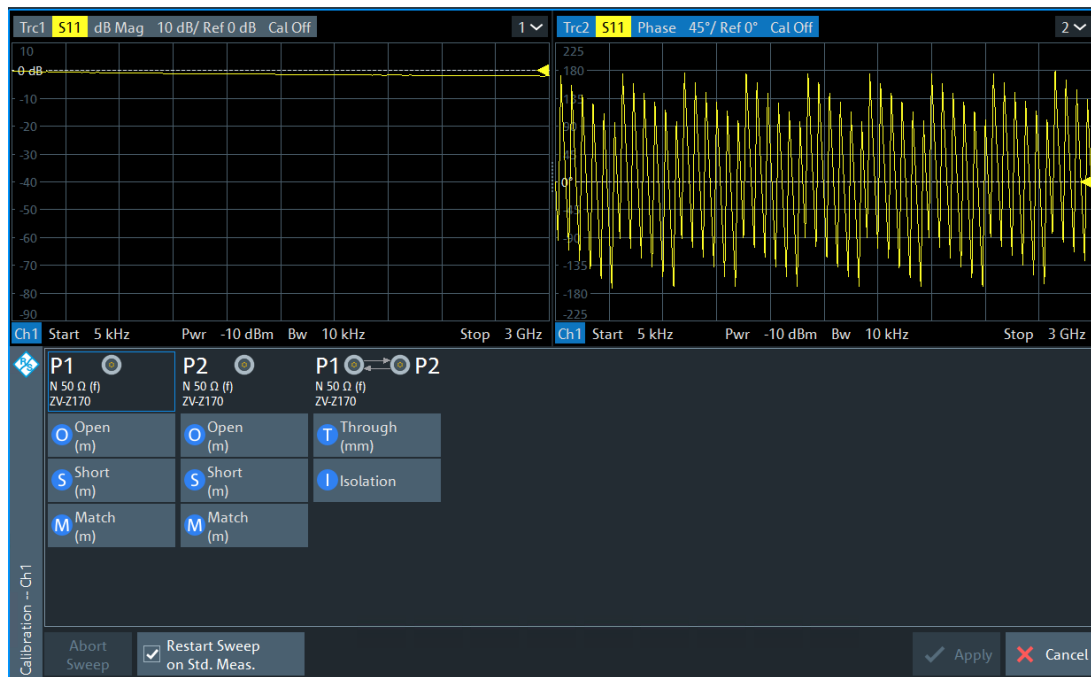 Trc1 S11 dB Mag 10 dB/ Ref 0 dB Cal Off 1
10
0 dB
-10
-20
-30
-40
-50
-60
-70
-80
-90
Ch1 Start 5 kHz Pwr -10 dBm Bw 10 kHz Stop 3 GHz
Trc2 S11 Phase 45°/ Ref 0° Cal Off 2
225
180
135
90
45
0°
-45
-90
-135
-180
-225
Ch1 Start 5 kHz Pwr -10 dBm Bw 10 kHz Stop 3 GHz
Calibration -- Ch1
P1
N 50 Ω (f)
ZV-Z170
O Open
(m)
S Short
(m)
M Match
(m)
P2
N 50 Ω (f)
ZV-Z170
O Open
(m)
S Short
(m)
M Match
(m)
P1 P2
N 50 Ω (f)
ZV-Z170
T Through
(mm)
I Isolation
Abort
Sweep
Restart Sweep
on Std. Meas.
Apply
Cancel